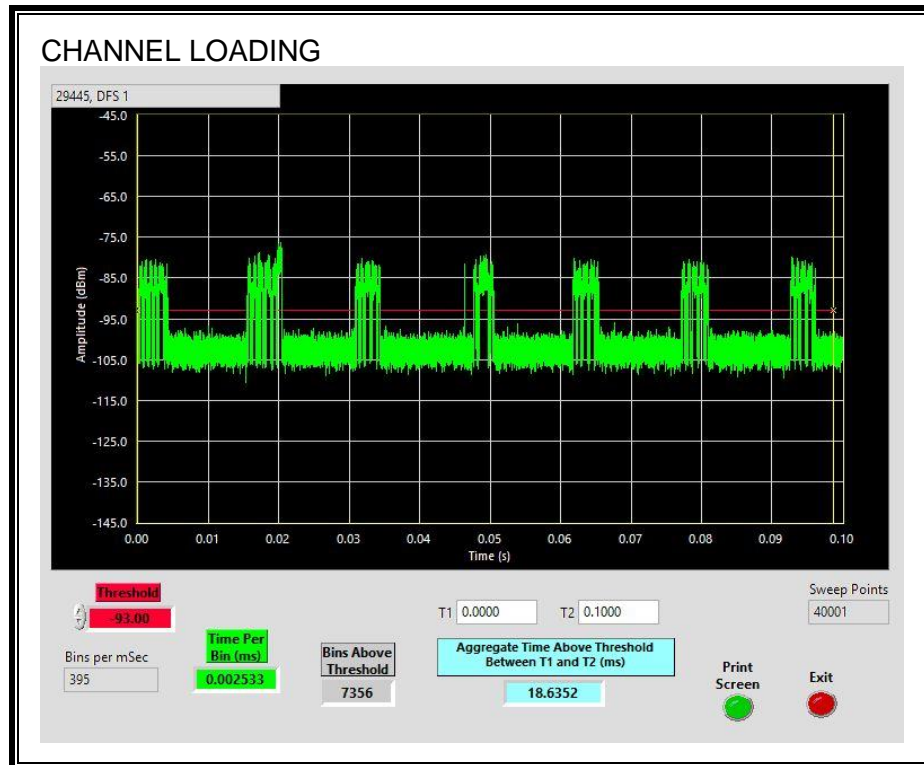 CHANNEL LOADING
29445, DFS 1
-45.0
-55.0
-65.0
-75.0
-85.0
-95.0
-105.0
-115.0
-125.0
-135.0
-145.0
Amplitude (dBm)
0.00 0.01 0.02 0.03 0.04 0.05 0.06 0.07 0.08 0.09 0.10
Time (s)
Threshold
-93.00
T1 0.0000 T2 0.1000
Sweep Points
40001
Bins per mSec
395
Time Per
Bin (ms)
0.002533
Bins Above
Threshold
7356
Aggregate Time Above Threshold
Between T1 and T2 (ms)
18.6352
Print
Screen
Exit